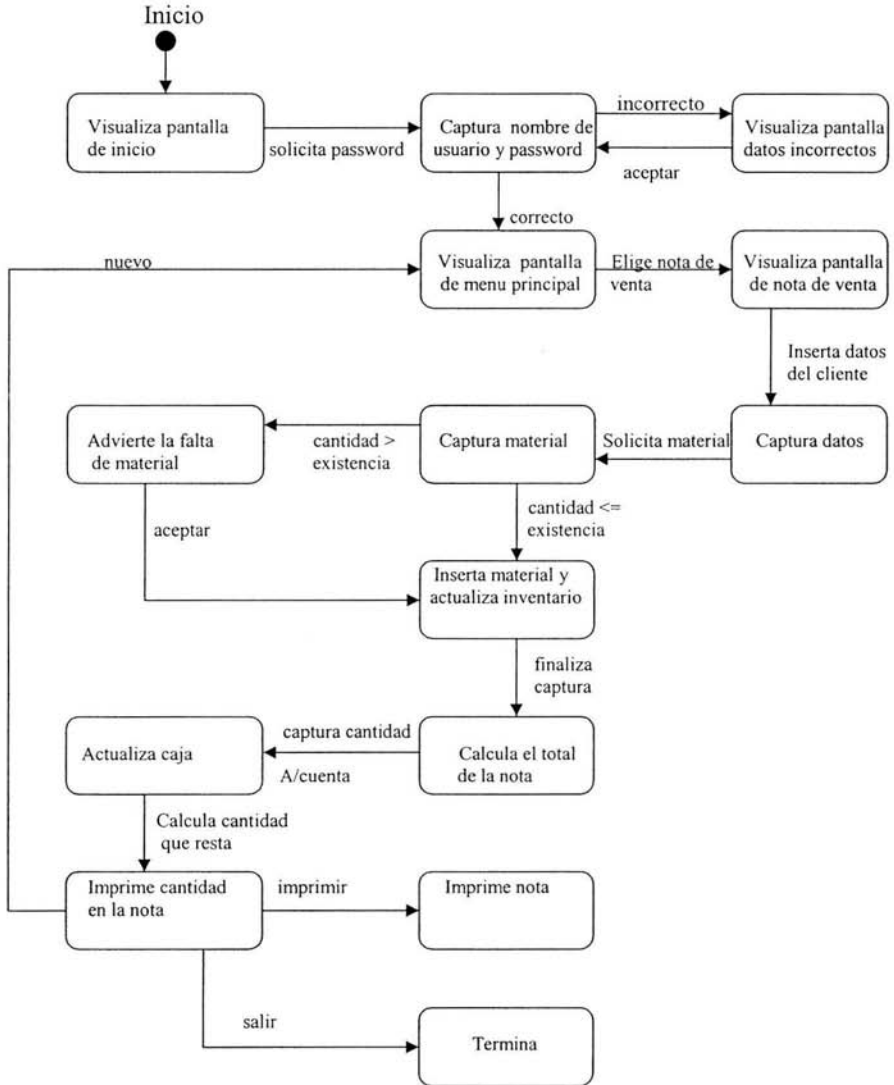 Inicio
Visualiza pantalla
de inicio
solicita password
Captura nombre de
usuario y password
incorrecto
aceptar
Visualiza pantalla
datos incorrectos
correcto
nuevo
Visualiza pantalla
de menu principal
Elige nota de
venta
Visualiza pantalla
de nota de venta
Inserta datos
del cliente
Advierte la falta
de material
cantidad >
existencia
Captura material
Solicita material
Captura datos
aceptar
cantidad <=
existencia
Inserta material y
actualiza inventario
finaliza
captura
Actualiza caja
captura cantidad
A/cuenta
Calcula el total
de la nota
Calcula cantidad
que resta
Imprime cantidad
en la nota
imprimir
Imprime nota
salir
Termina